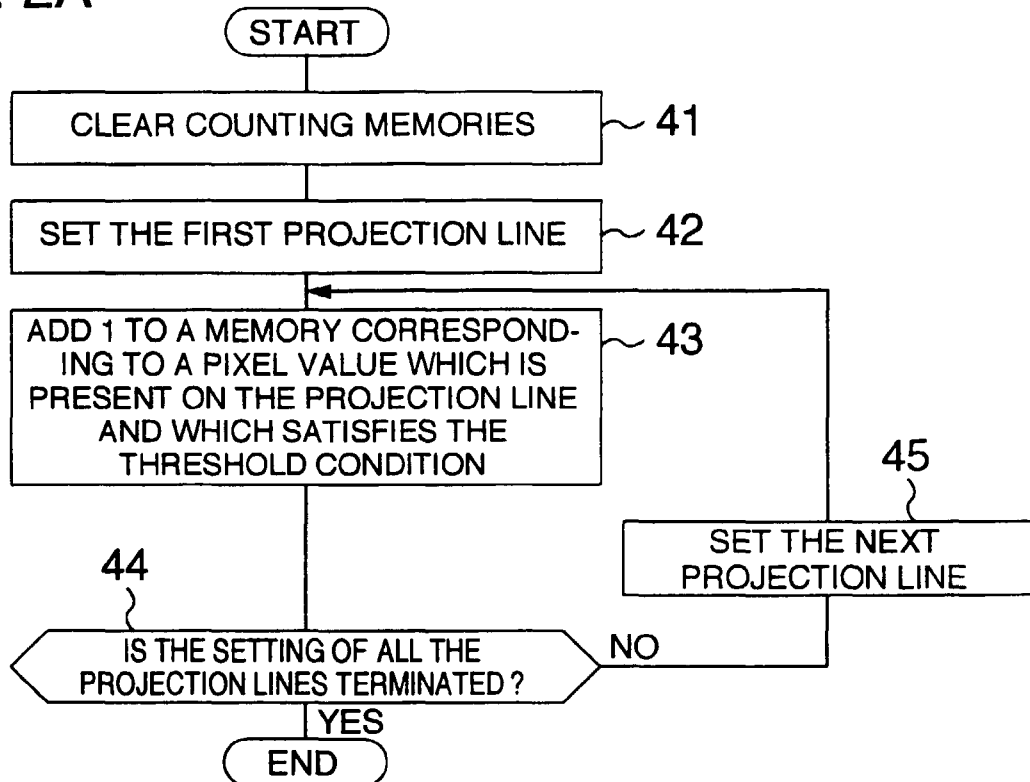 2A
START
CLEAR COUNTING MEMORIES
41
SET THE FIRST PROJECTION LINE
42
ADD 1 TO A MEMORY CORRESPOND-
ING TO A PIXEL VALUE WHICH IS
PRESENT ON THE PROJECTION LINE
AND WHICH SATISFIES THE
THRESHOLD CONDITION
43
45
SET THE NEXT
PROJECTION LINE
44
IS THE SETTING OF ALL THE
PROJECTION LINES TERMINATED ?
NO
YES
END